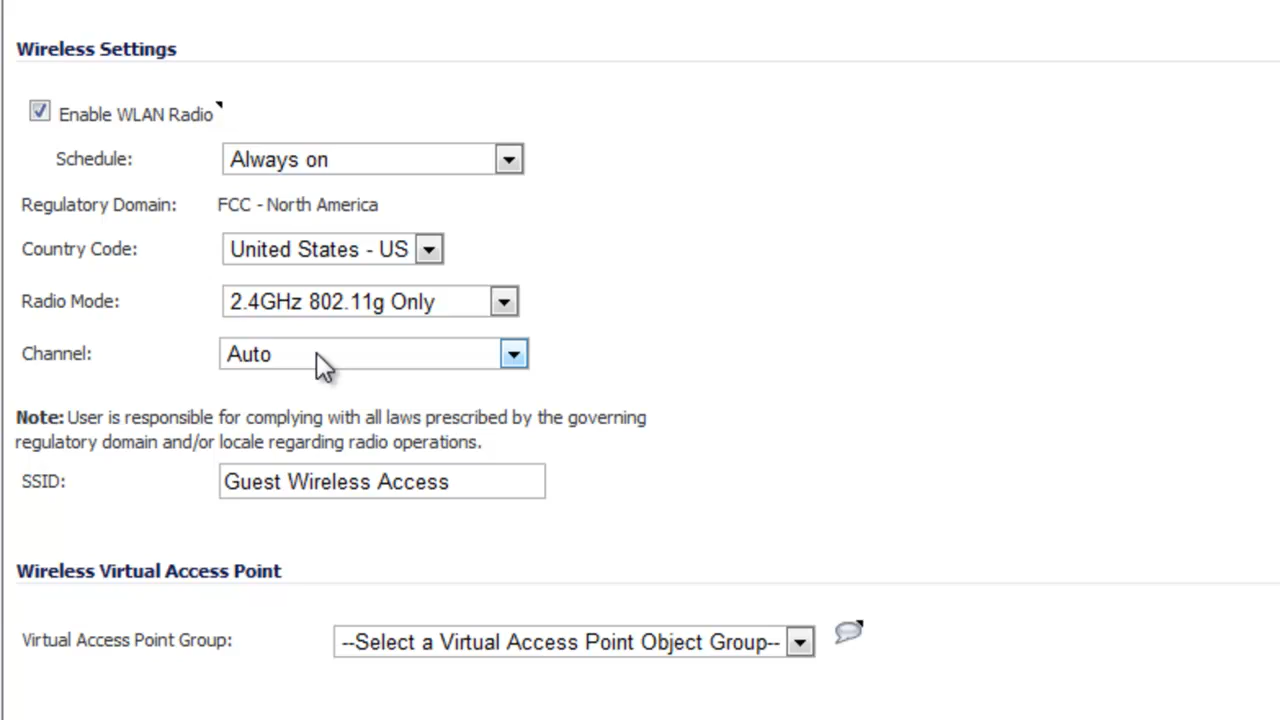 Wireless Settings
Enable WLAN Radio
Schedule: Always on
Regulatory Domain: FCC - North America
Country Code: United States - US
Radio Mode: 2.4GHz 802.11g Only
Channel: Auto
Note: User is responsible for complying with all laws prescribed by the governing
regulatory domain and/or locale regarding radio operations.
SSID: Guest Wireless Access
Wireless Virtual Access Point
Virtual Access Point Group: --Select a Virtual Access Point Object Group--